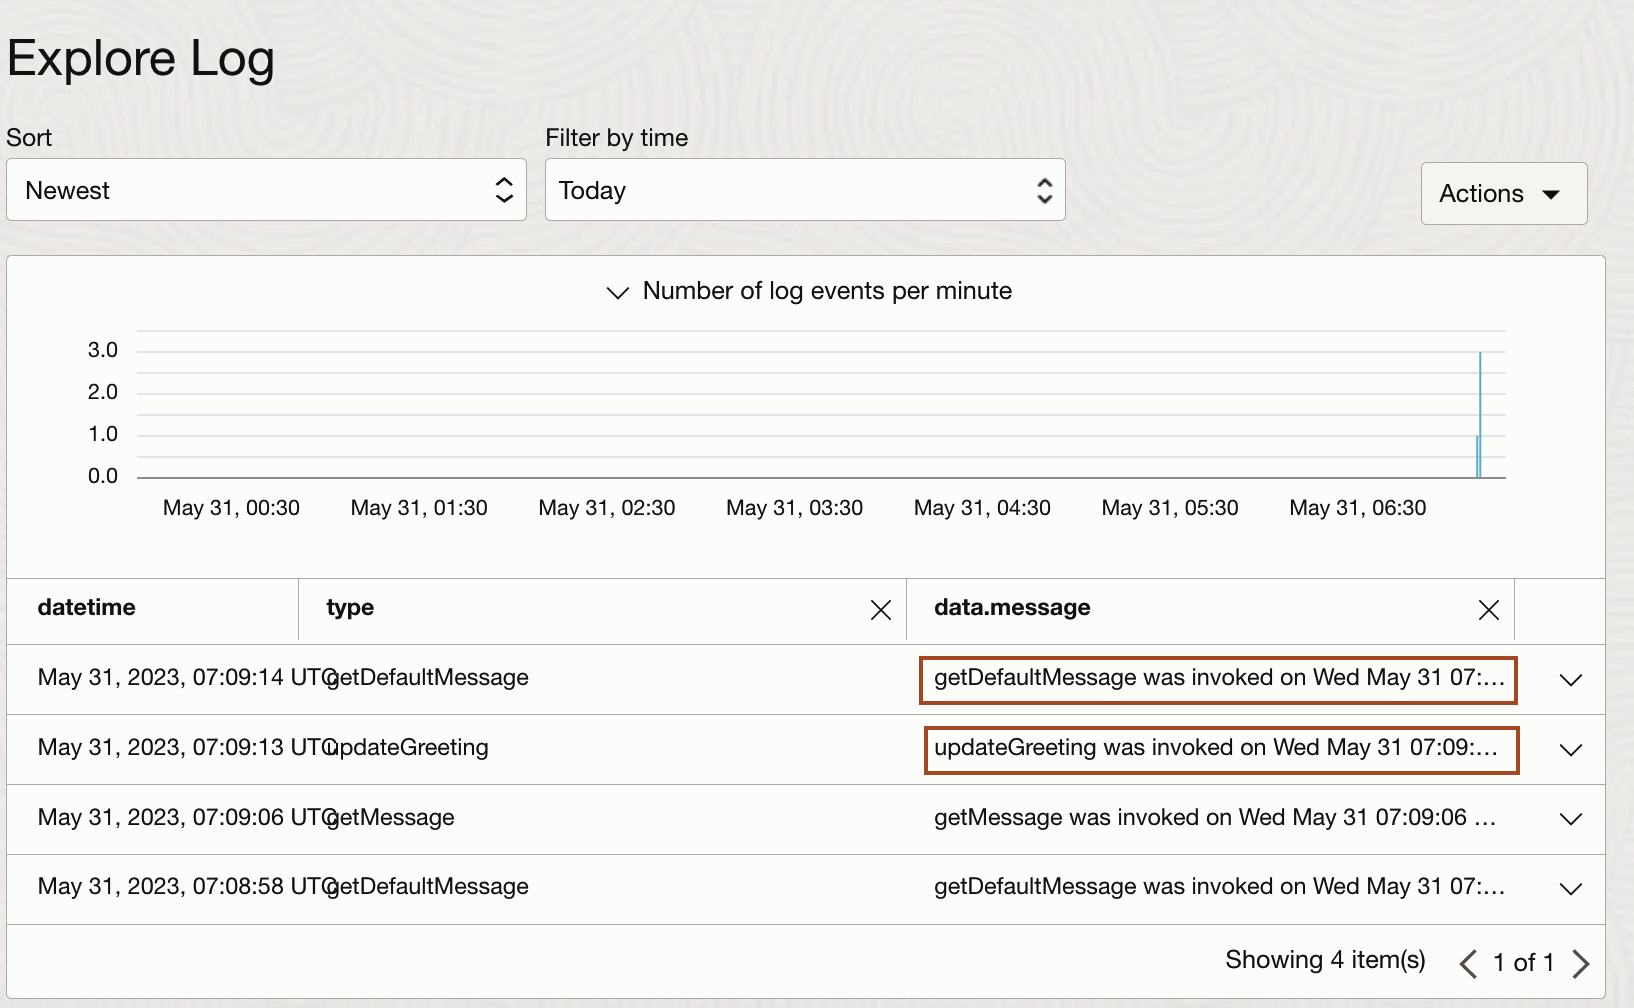 Explore Log
Sort
Filter by time
Newest
Today
Actions
Number of log events per minute
3.0
2.0
1.0
0.0
May 31, 00:30 May 31, 01:30 May 31, 02:30 May 31, 03:30 May 31, 04:30 May 31, 05:30 May 31, 06:30
datetime type data.message
May 31, 2023, 07:09:14 UTC getDefaultMessage getDefaultMessage was invoked on Wed May 31 07:...
May 31, 2023, 07:09:13 UTC updateGreeting updateGreeting was invoked on Wed May 31 07:09:...
May 31, 2023, 07:09:06 UTC getMessage getMessage was invoked on Wed May 31 07:09:06 ...
May 31, 2023, 07:08:58 UTC getDefaultMessage getDefaultMessage was invoked on Wed May 31 07:...
Showing 4 item(s) 1 of 1